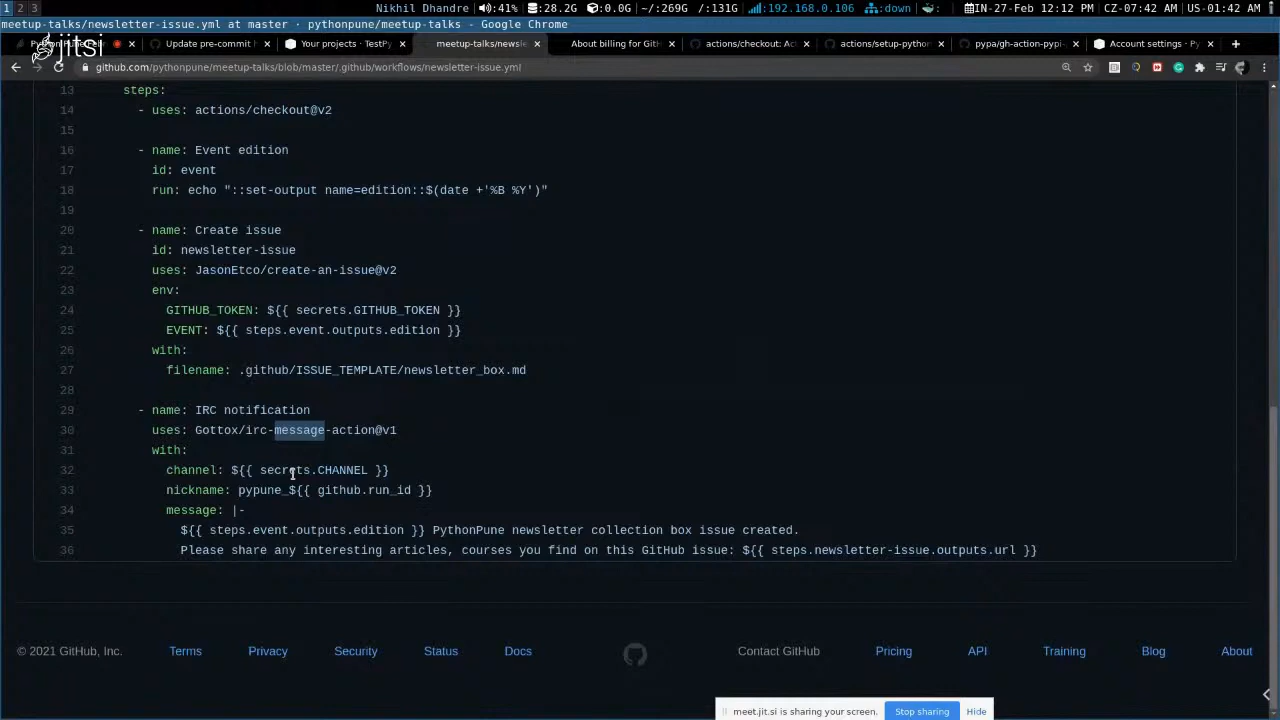 1 2 3 Nikhil Dhandre 41% :28.2G :0.0G :~/:269G :/:131G :192.168.0.106 :down IN-27-Feb 12:12 PM CZ-07:42 AM US-01:42 AM
meetup-talks/newsletter-issue.yml at master · pythonpune/meetup-talks - Google Chrome
Update pre-commit Your projects · TestPy meetup-talks/newsle About billing for GitH actions/checkout: Act actions/setup-python pypa/gh-action-pypi- Account settings · Py
jitsi
github.com/pythonpune/meetup-talks/blob/master/.github/workflows/newsletter-issue.yml
13 steps:
14 - uses: actions/checkout@v2
15
16 - name: Event edition
17 id: event
18 run: echo "::set-output name=edition::$(date +'%B %Y')"
19
20 - name: Create issue
21 id: newsletter-issue
22 uses: JasonEtco/create-an-issue@v2
23 env:
24 GITHUB_TOKEN: ${{ secrets.GITHUB_TOKEN }}
25 EVENT: ${{ steps.event.outputs.edition }}
26 with:
27 filename: .github/ISSUE_TEMPLATE/newsletter_box.md
28
29 - name: IRC notification
30 uses: Gottox/irc-message-action@v1
31 with:
32 channel: ${{ secrets.CHANNEL }}
33 nickname: pypune_${{ github.run_id }}
34 message: |-
35 ${{ steps.event.outputs.edition }} PythonPune newsletter collection box issue created.
36 Please share any interesting articles, courses you find on this GitHub issue: ${{ steps.newsletter-issue.outputs.url }}
© 2021 GitHub, Inc. Terms Privacy Security Status Docs Contact GitHub Pricing API Training Blog About
meet.jit.si is sharing your screen. Stop sharing Hide